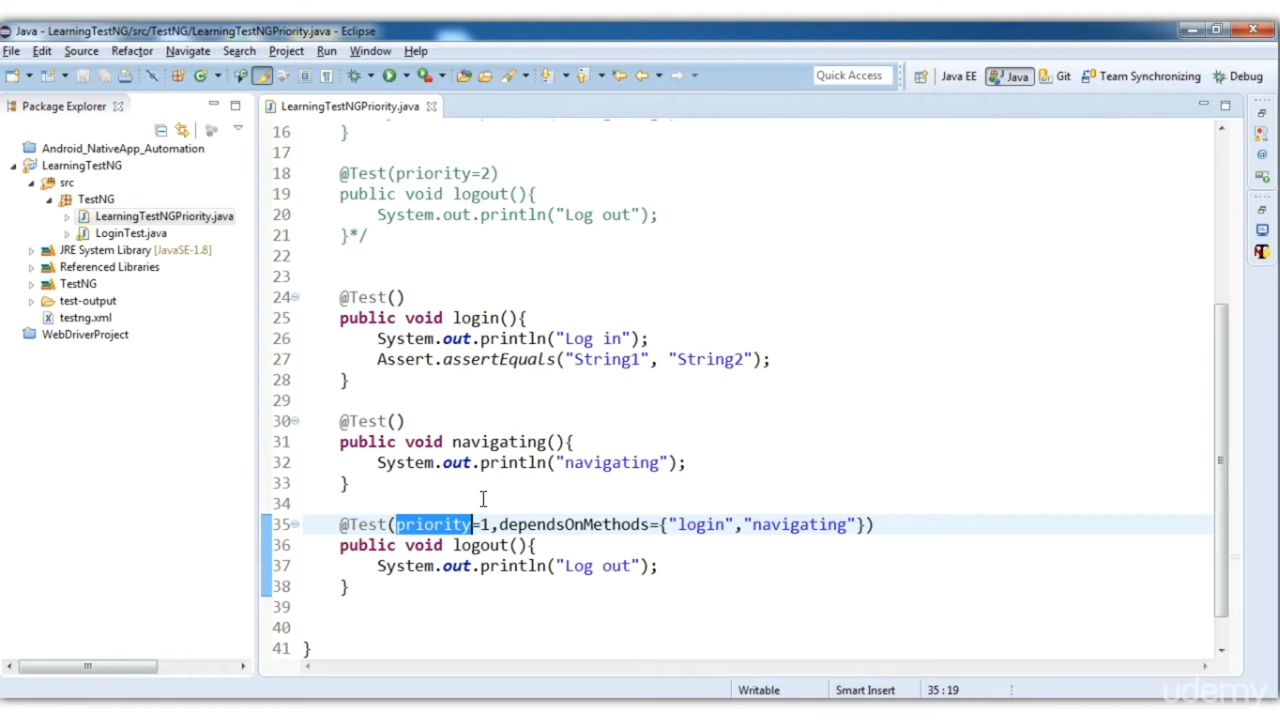 Java - LearningTestNG/src/TestNG/LearningTestNGPriority.java - Eclipse
File Edit Source Refactor Navigate Search Project Run Window Help
Quick Access Java EE Java Git Team Synchronizing Debug
Package Explorer
Android_NativeApp_Automation
LearningTestNG
src
TestNG
LearningTestNGPriority.java
LoginTest.java
JRE System Library [JavaSE-1.8]
Referenced Libraries
TestNG
test-output
testng.xml
WebDriverProject
LearningTestNGPriority.java
16 }
17
18 @Test(priority=2)
19 public void logout(){
20 System.out.println("Log out");
21 }*/
22
23
24 @Test()
25 public void login(){
26 System.out.println("Log in");
27 Assert.assertEquals("String1", "String2");
28 }
29
30 @Test()
31 public void navigating(){
32 System.out.println("navigating");
33 }
34
35 @Test(priority=1,dependsOnMethods={"login","navigating"})
36 public void logout(){
37 System.out.println("Log out");
38 }
39
40
41 }
Writable Smart Insert 35 : 19
udemy